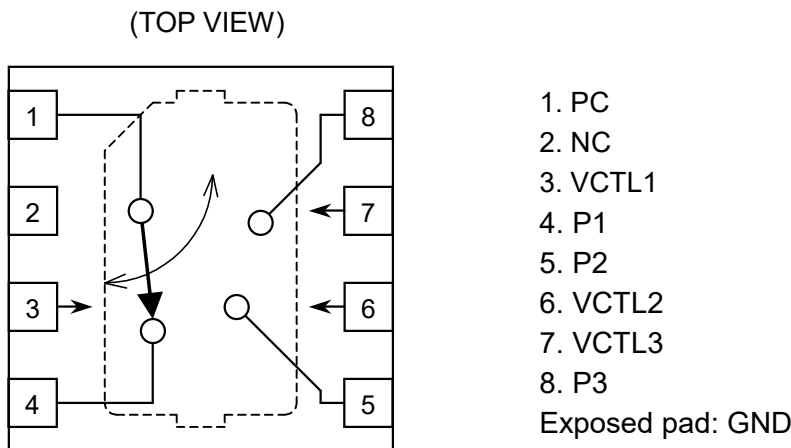 (TOP VIEW)
1
2
3
4
8
7
6
5
1. PC
2. NC
3. VCTL1
4. P1
5. P2
6. VCTL2
7. VCTL3
8. P3
Exposed pad: GND